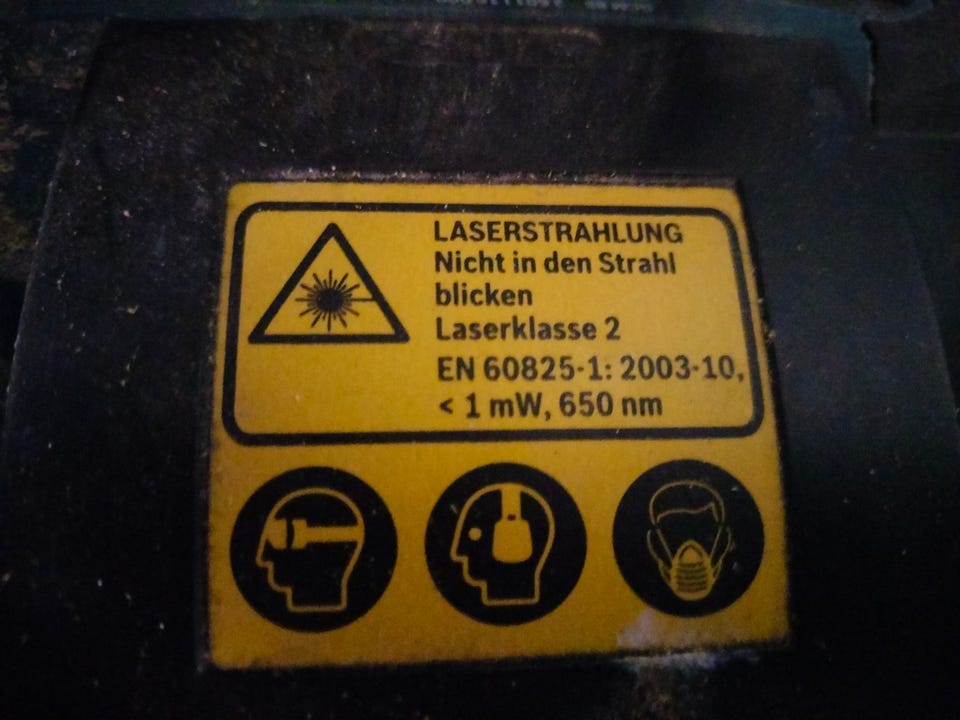 LASERSTRAHLUNG
Nicht in den Strahl
blicken
Laserklasse 2
EN 60825-1: 2003-10,
< 1 mW, 650 nm